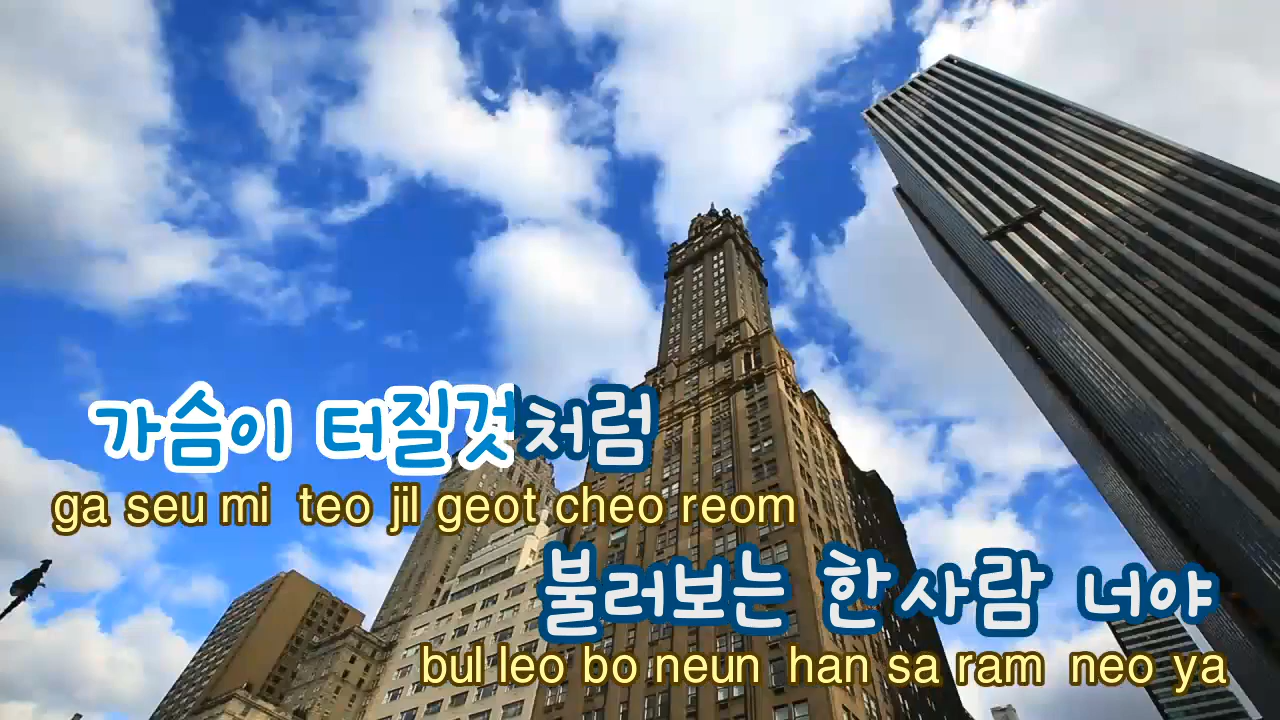 가슴이 터질것처럼
ga seu mi teo jil geot cheo reom
불러보는 한사람 너야
bul leo bo neun han sa ram neo ya